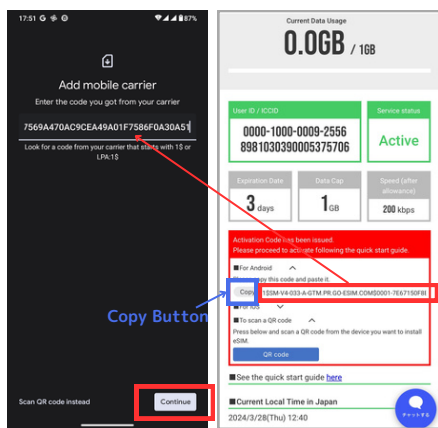 17:51 G
87%
Add mobile carrier
Enter the code you got from your carrier
7569A470AC9CEA49A01F7586F0A30A51
Look for a code from your carrier that starts with 1$ or
LPA:1$
Copy Button
Scan QR code instead
Continue
Current Data Usage
0.0GB / 1GB
User ID / ICCID
0000-1000-
0009-2556
8981030390005375706
Service status
Active
Expiration Date
3 days
Data Cap
1GB
Speed (after
allowance)
200 kbps
Activation Code has been issued.
Please proceed to activate following the quick start guide.
■For Android
copy this code and paste it.
Copy
1$SM-V4-033-A-GTM.PR.GO-ESIM.COM$0001-7E67150F8
■For iOS
■To scan a QR code
Press below and scan a QR code from the device you want to install
eSIM.
QR code
■See the quick start guide here
■Current Local Time in Japan
2024/3/28(Thu) 12:40
チャットする